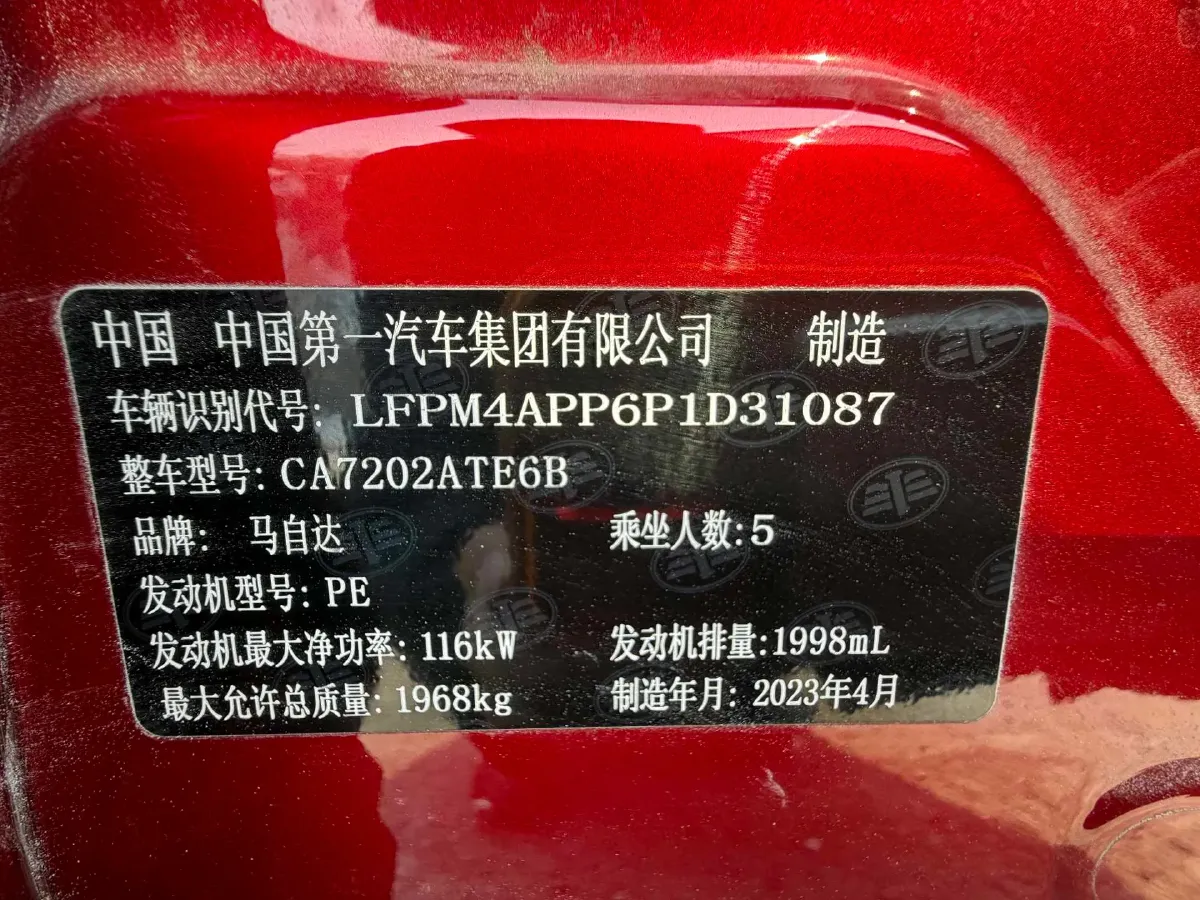 中国 中国第一汽车集团有限公司 制造
车辆识别代号: LFPM4APP6P1D31087
整车型号: CA7202ATE6B
品牌: 马自达 乘坐人数:5
发动机型号: PE
发动机最大净功率: 116kW 发动机排量:1998mL
最大允许总质量: 1968kg 制造年月: 2023年4月